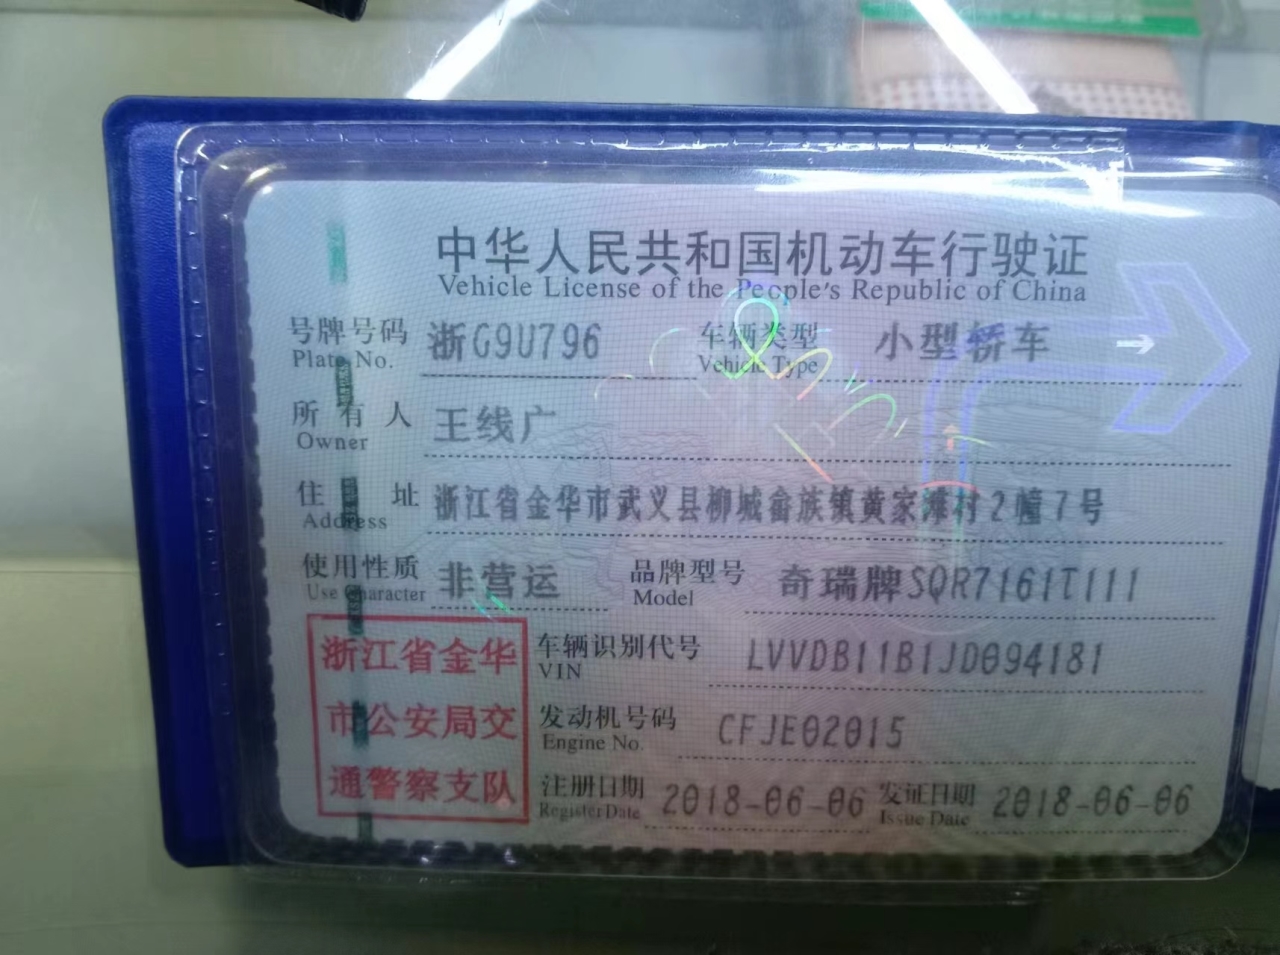 中华人民共和国机动车行驶证
Vehicle License of the People's Republic of China
号牌号码 浙G9U796 车辆类型 小型轿车
Plate No. Vehicle Type
所有人 王线广
Owner
住址 浙江省金华市武义县柳城畲族镇黄家滩村2幢7号
Address
使用性质 非营运 品牌型号 奇瑞牌SQR7161T111
Use Character Model
浙江省金华 车辆识别代号 LVVDB11B1JD094181
VIN
市公安局交 发动机号码 CFJE02015
Engine No.
通警察支队 注册日期 2018-06-06 发证日期 2018-06-06
Register Date Issue Date